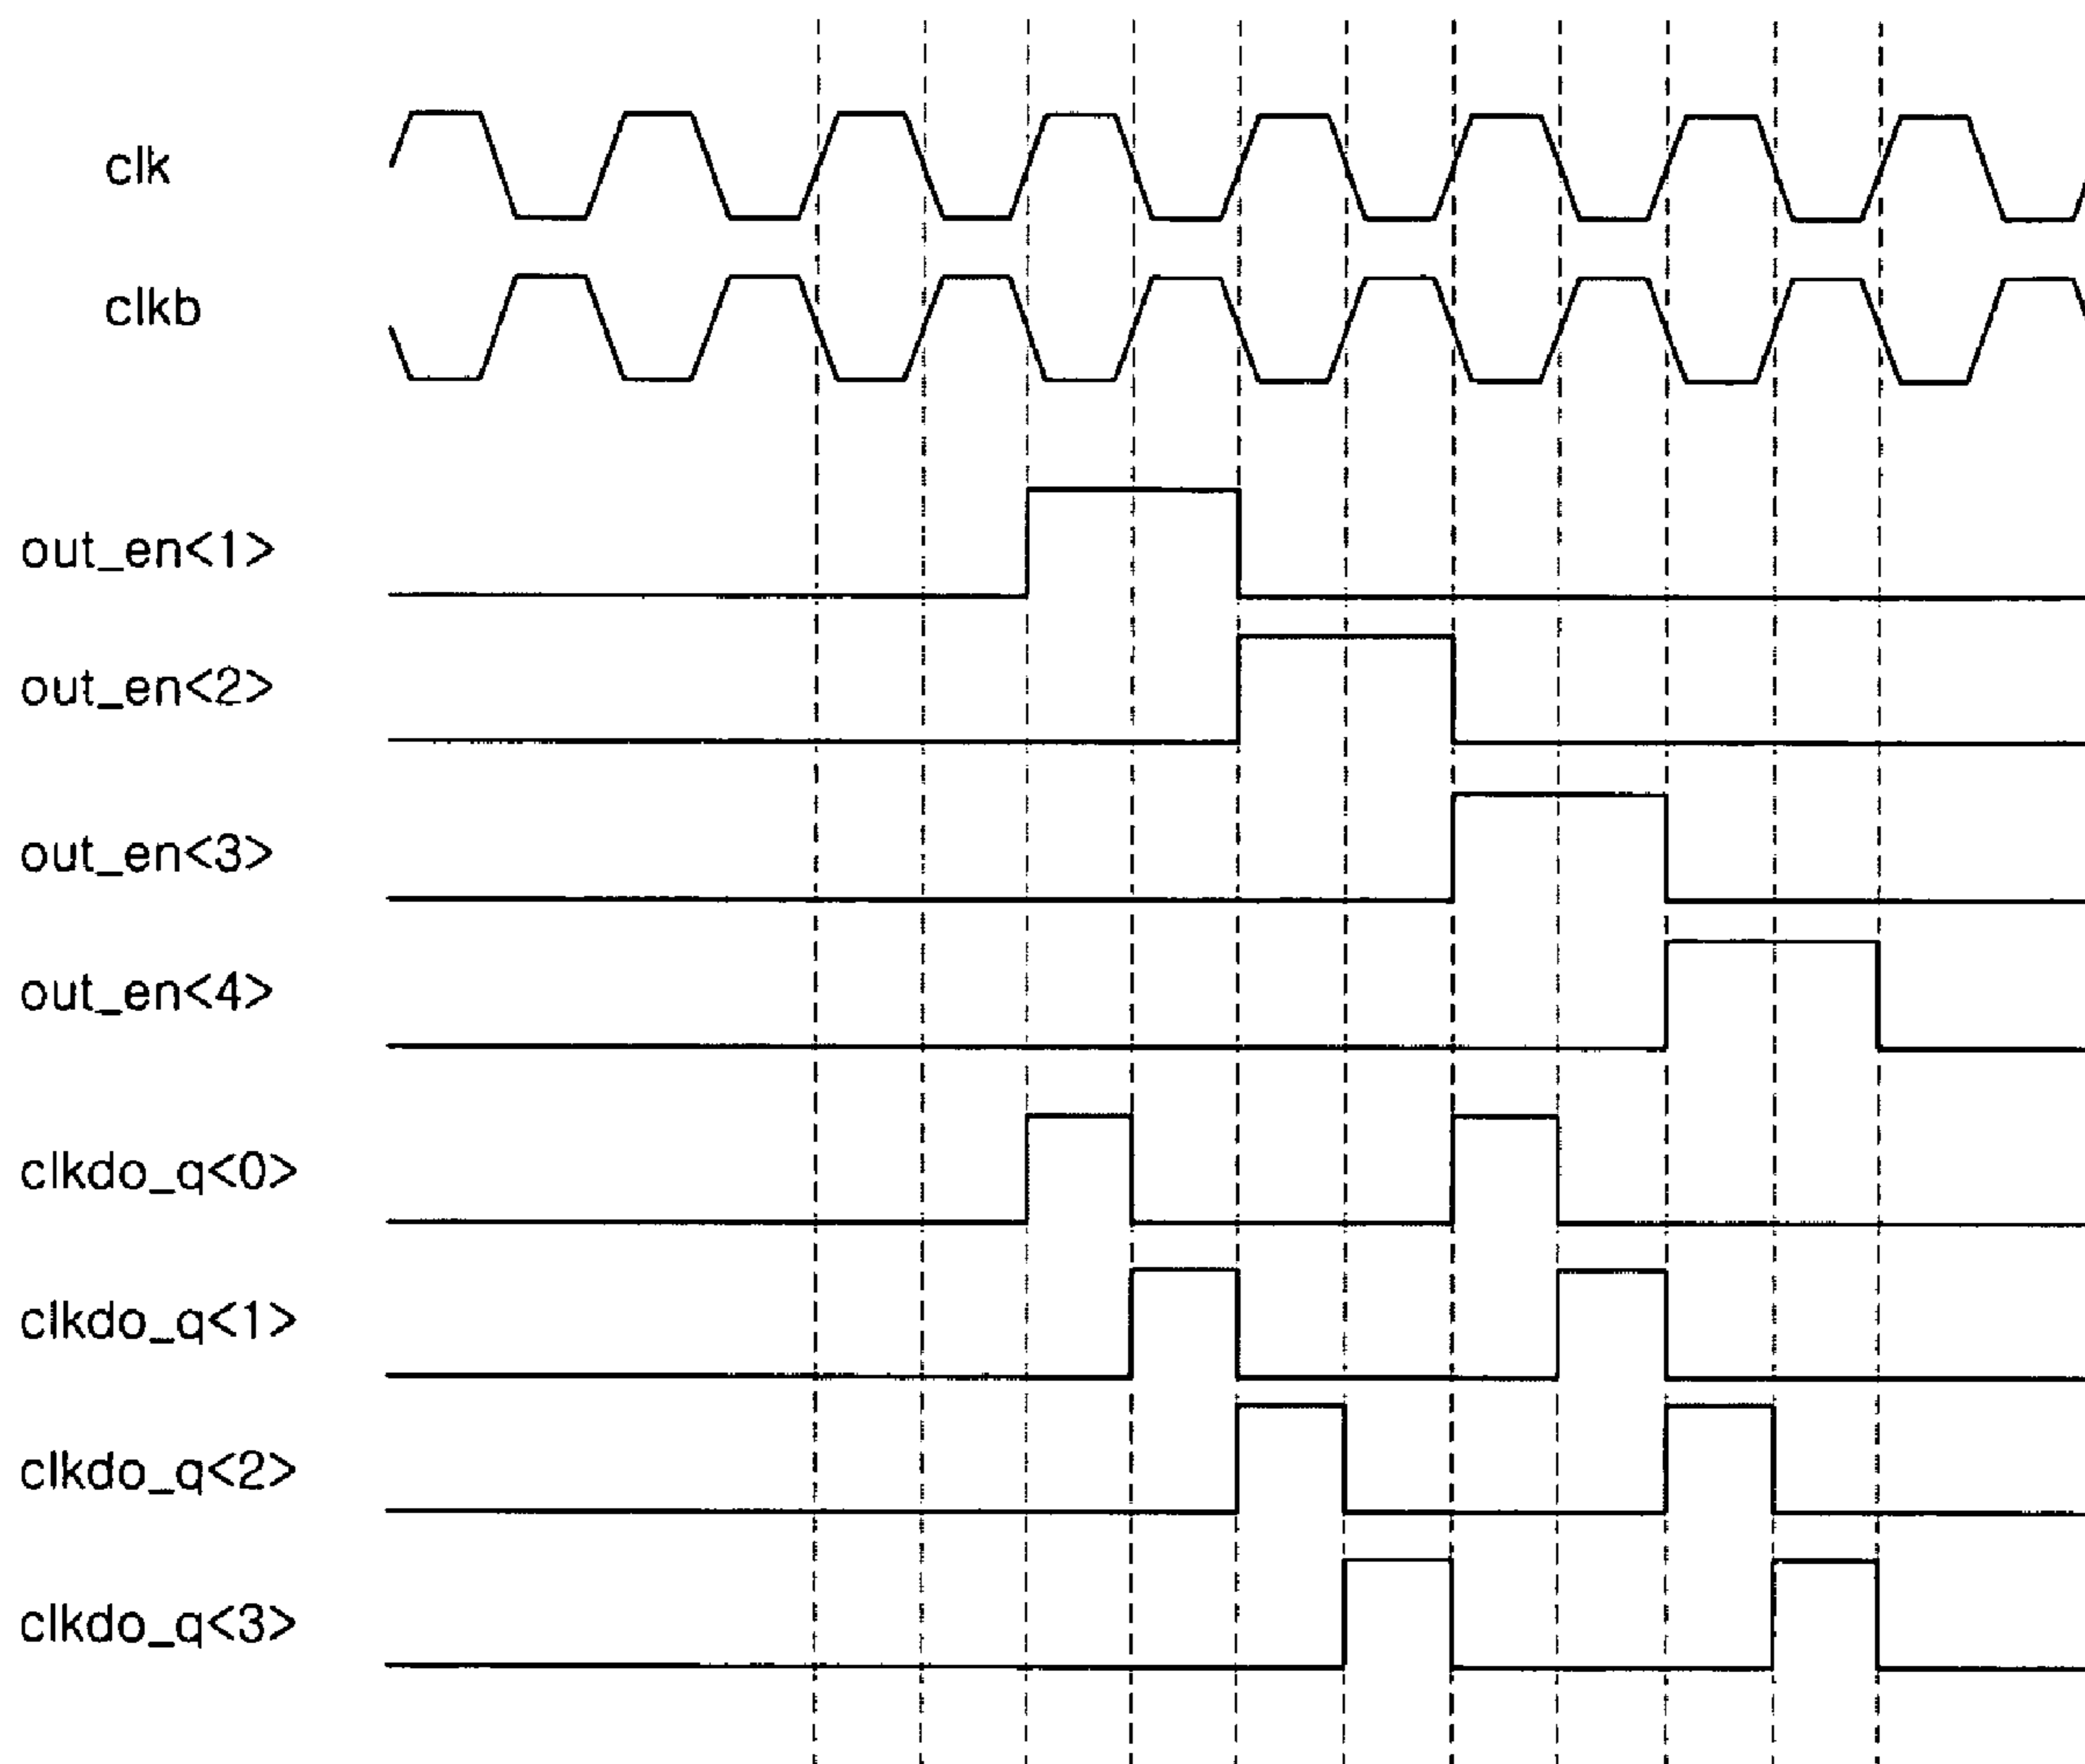 clk
clkb
out_en<1>
out_en<2>
out_en<3>
out_en<4>
clkdo_q<0>
clkdo_q<1>
clkdo_q<2>
clkdo_q<3>